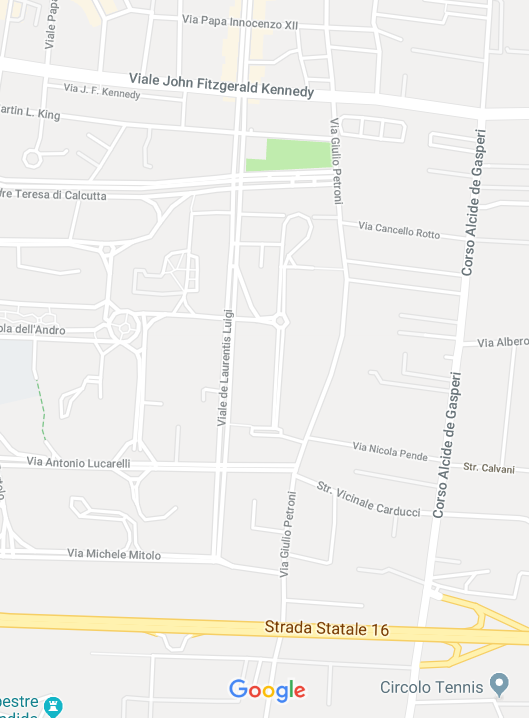 Viale Papa
Via Papa Innocenzo XII
Viale John Fitzgerald Kennedy
Via J. F. Kennedy
Martin L. King
Via Giulio Petroni
Corso Alcide de Gasperi
dre Teresa di Calcutta
Via Cancello Rotto
Viale de Laurentis Luigi
ola dell'Andro
Via Albero
Corso Alcide de Gasperi
Via Nicola Pende
Str. Calvani
Via Antonio Lucarelli
Str. Vicinale Carducci
Via Giulio Petroni
Via Michele Mitolo
Strada Statale 16
Google
Circolo Tennis
pestre